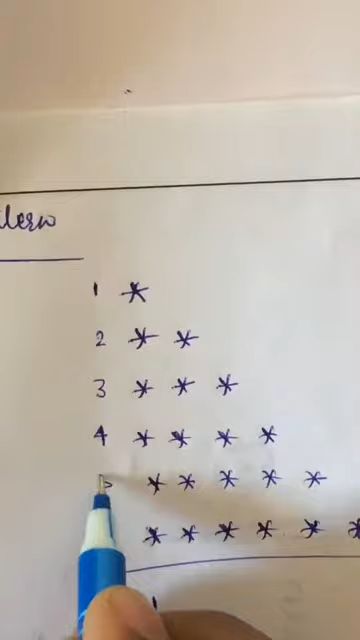 1 *
2 * *
3 * * *
4 * * * *
* * * * *
* * * * * *